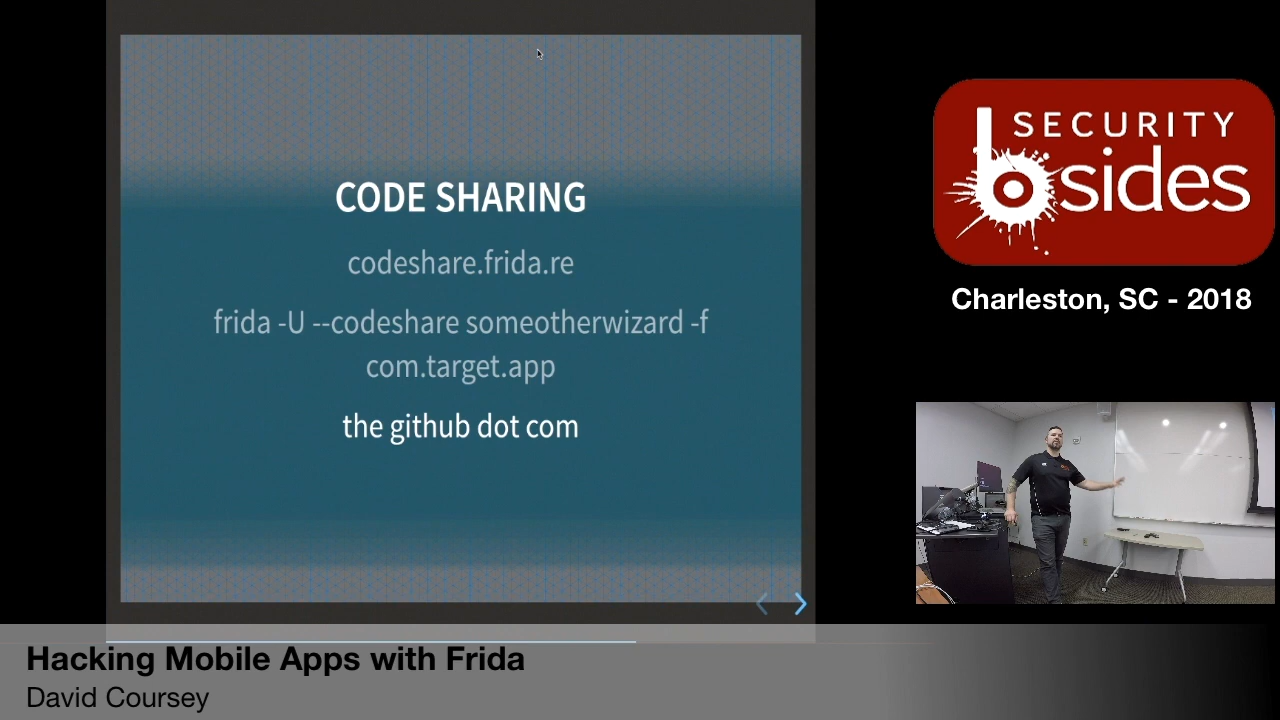 CODE SHARING
codeshare.frida.re
frida -U --codeshare someotherwizard -f
com.target.app
the github dot com
SECURITY
bsides
Charleston, SC - 2018
Hacking Mobile Apps with Frida
David Coursey